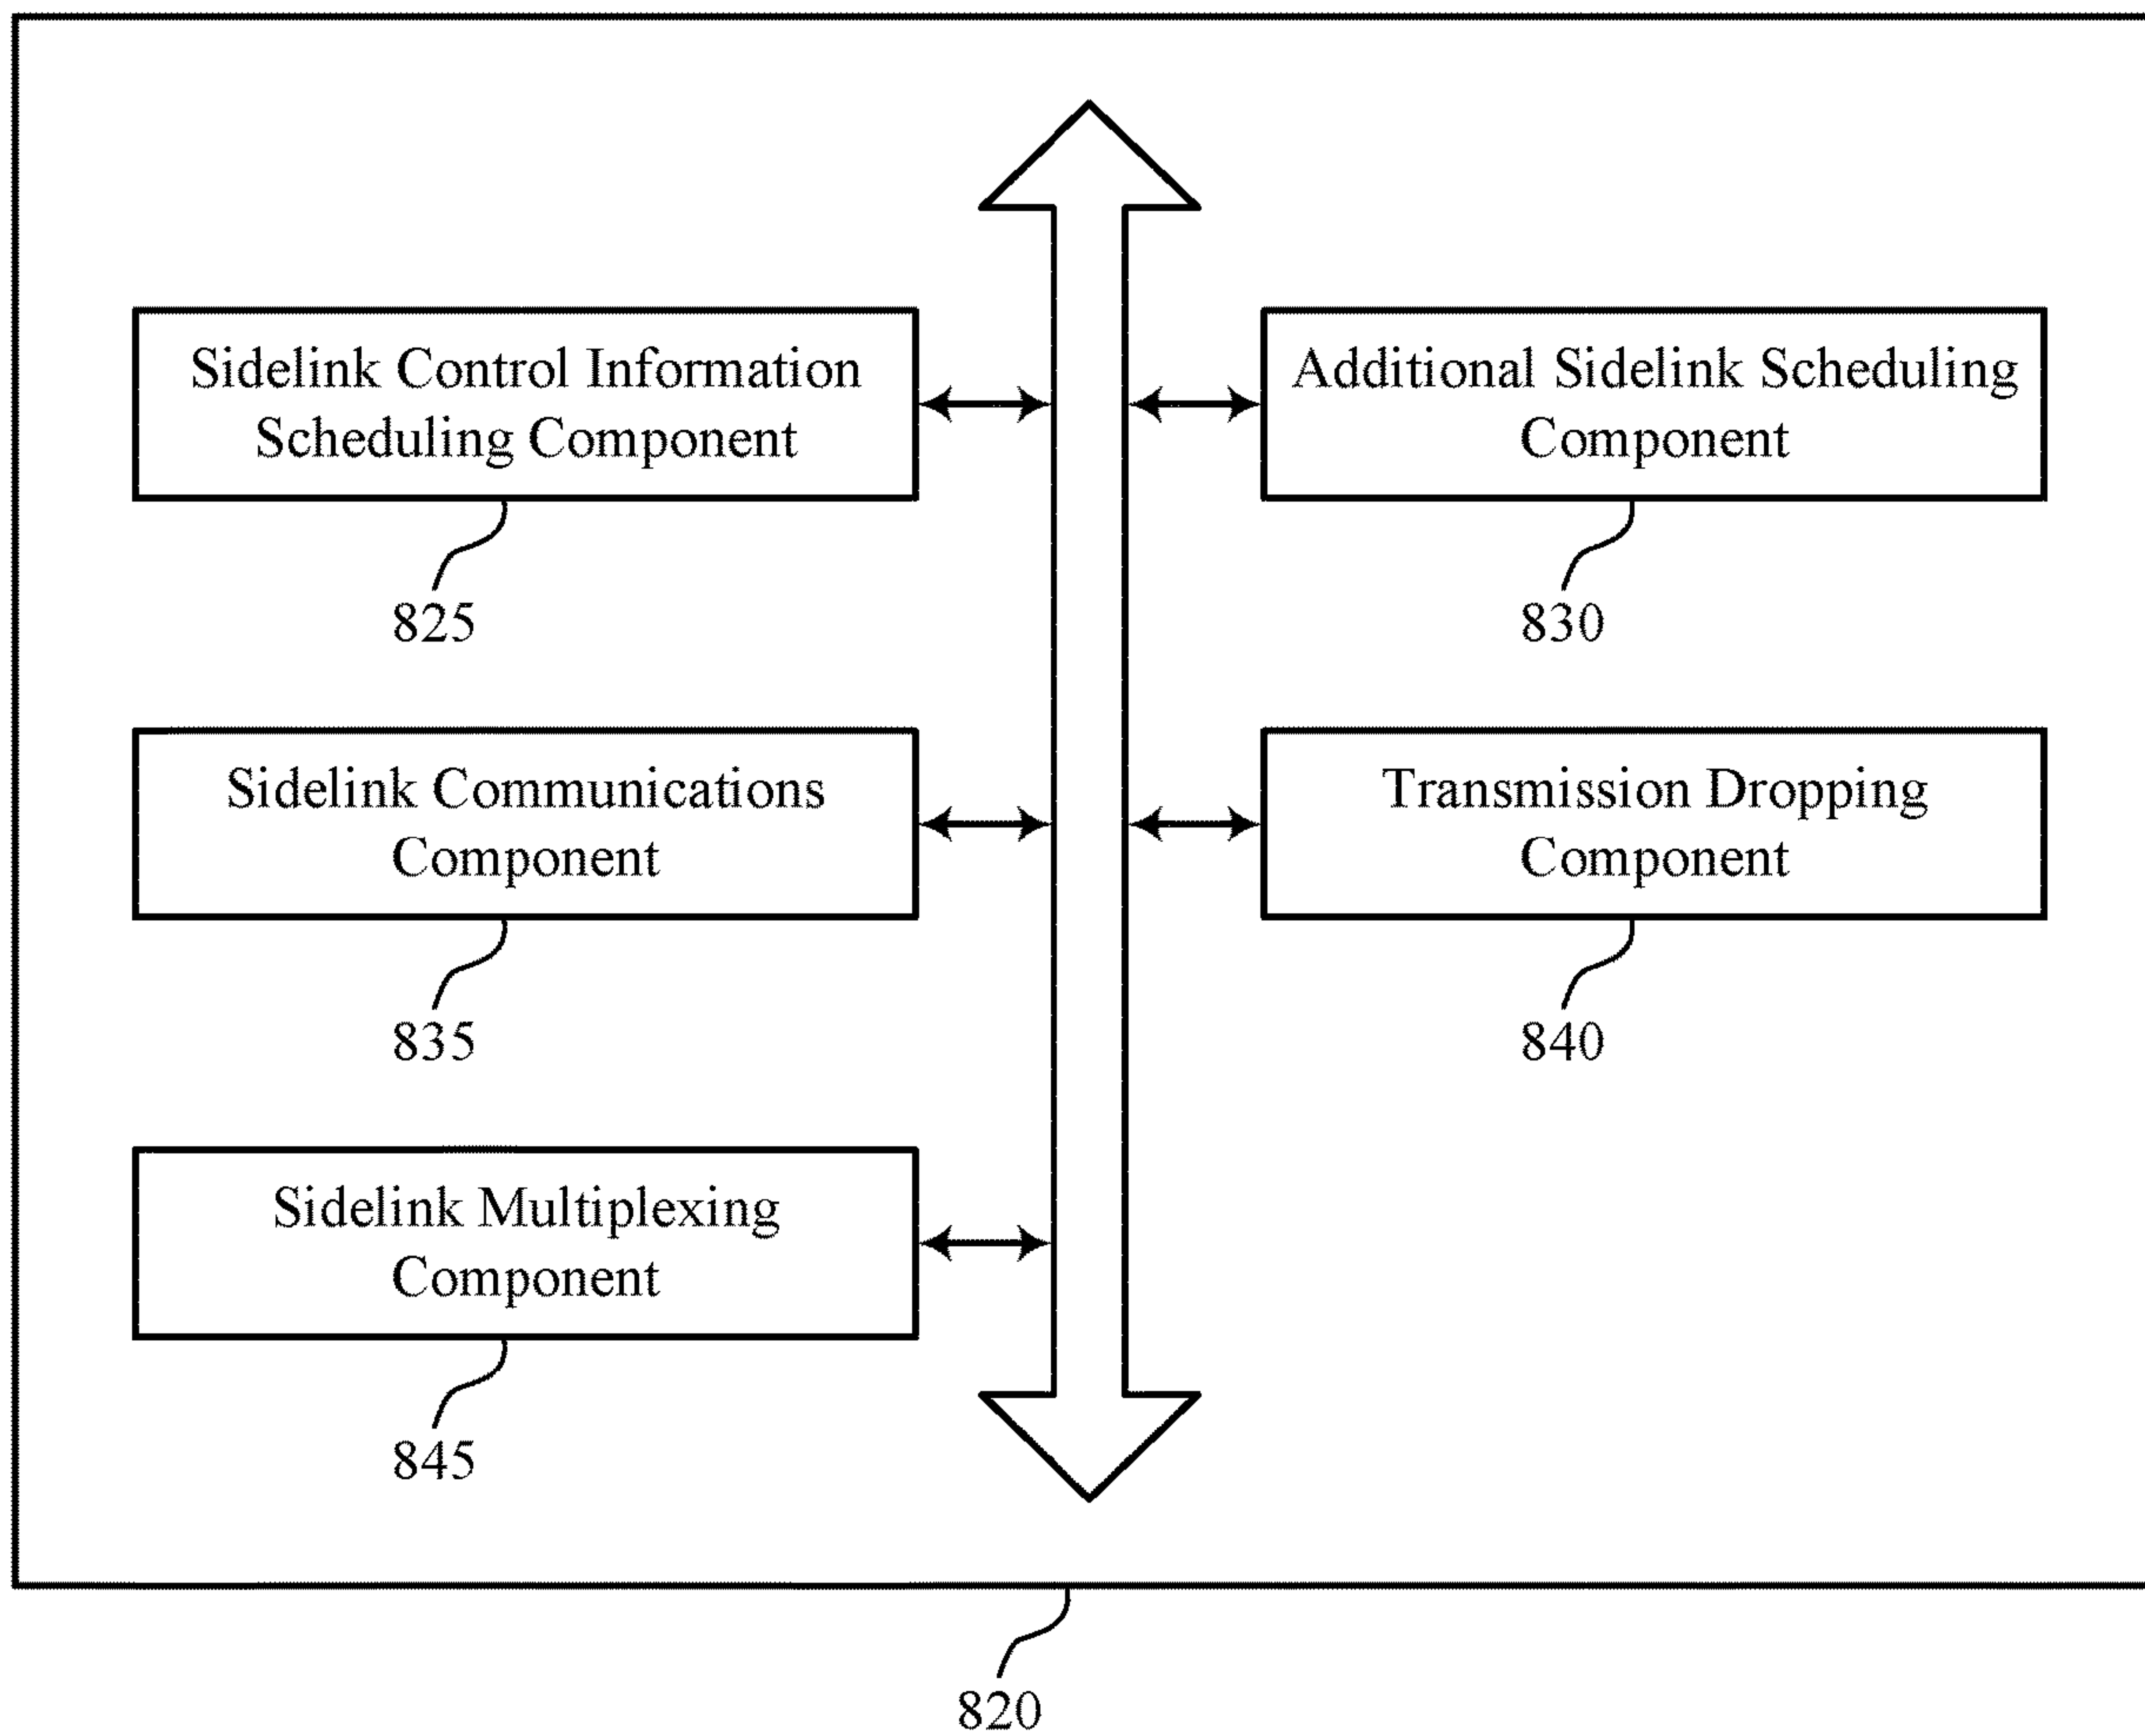 Sidelink Control Information
Scheduling Component
825
Additional Sidelink Scheduling
Component
830
Sidelink Communications
Component
835
Transmission Dropping
Component
840
Sidelink Multiplexing
Component
845
820